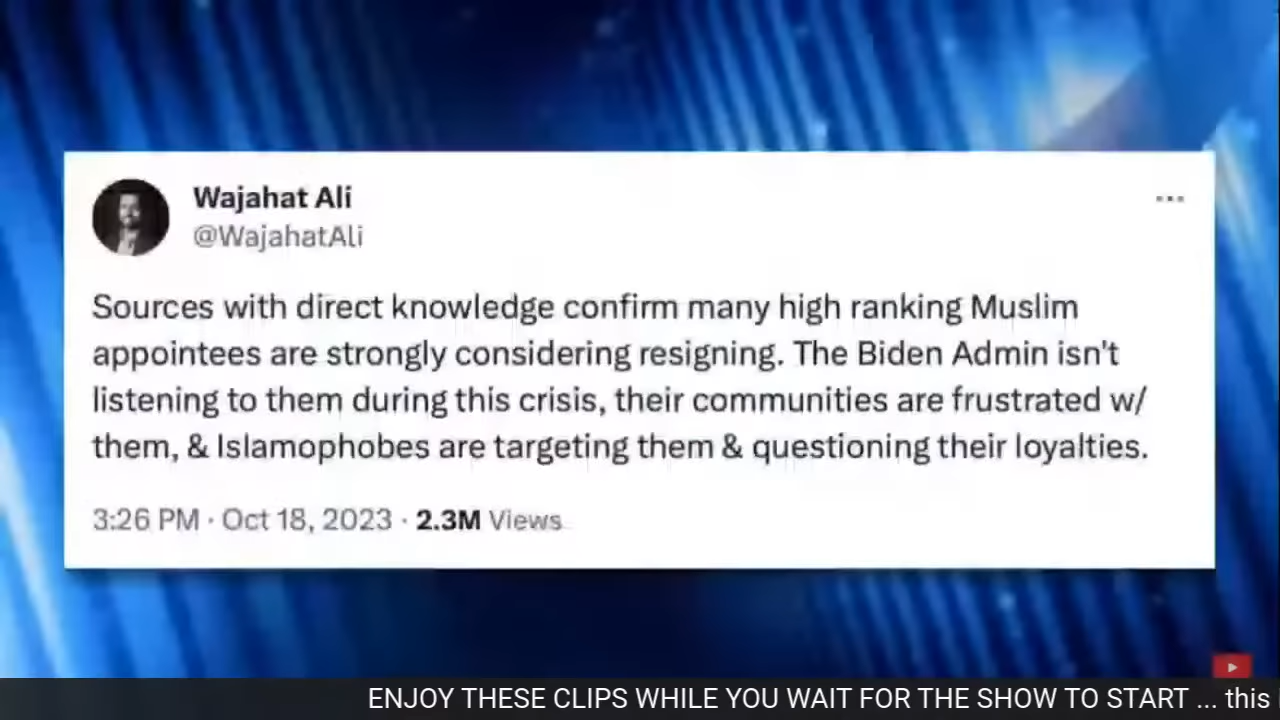 Wajahat Ali
@WajahatAli
Sources with direct knowledge confirm many high ranking Muslim
appointees are strongly considering resigning. The Biden Admin isn't
listening to them during this crisis, their communities are frustrated w/
them, & Islamophobes are targeting them & questioning their loyalties.
3:26 PM · Oct 18, 2023 · 2.3M Views
ENJOY THESE CLIPS WHILE YOU WAIT FOR THE SHOW TO START ... this